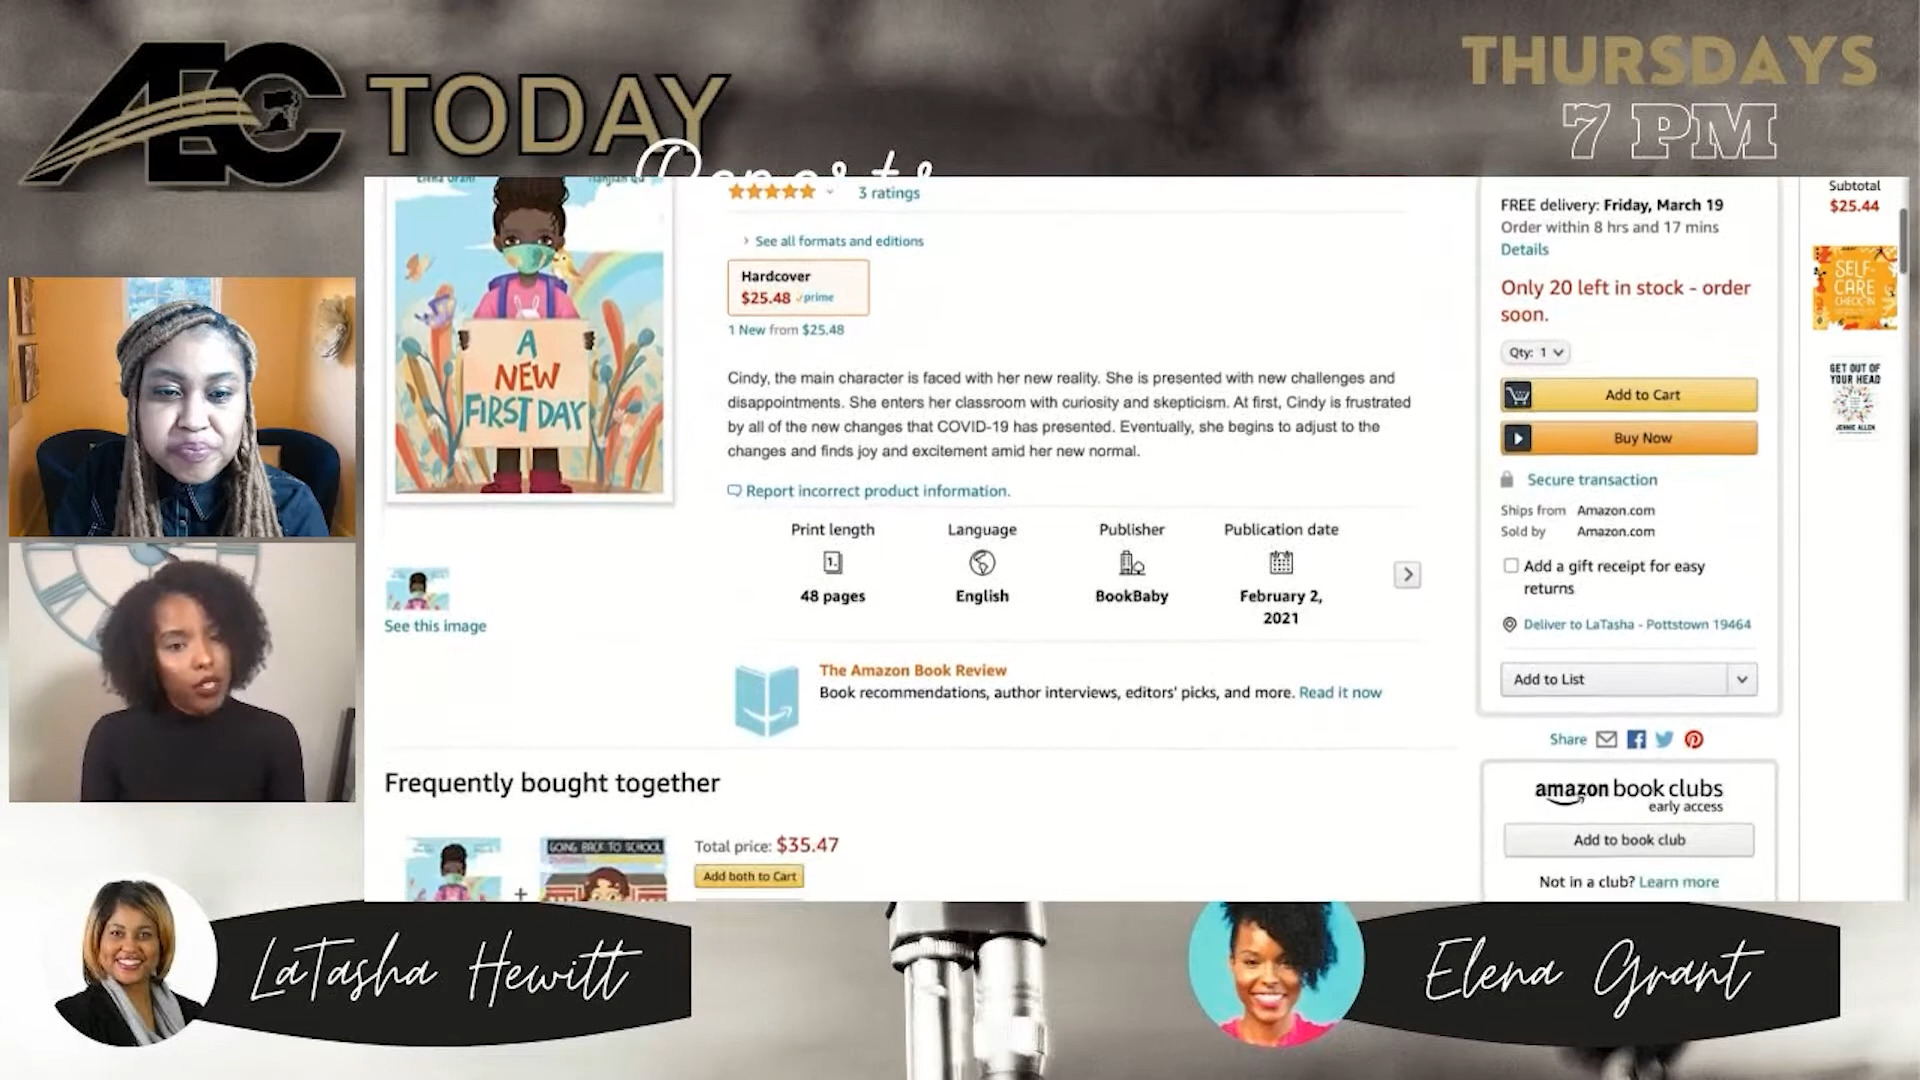 AEC TODAY
Reports
THURSDAYS
7 PM
Elena Grant
A
NEW
FIRST DAY
See this image
3 ratings
See all formats and editions
Hardcover
$25.48 prime
1 New from $25.48
Cindy, the main character is faced with her new reality. She is presented with new challenges and
disappointments. She enters her classroom with curiosity and skepticism. At first, Cindy is frustrated
by all of the new changes that COVID-19 has presented. Eventually, she begins to adjust to the
changes and finds joy and excitement amid her new normal.
Report incorrect product information.
Print length
1.
48 pages
Language
English
Publisher
BookBaby
Publication date
February 2,
2021
The Amazon Book Review
Book recommendations, author interviews, editors' picks, and more. Read it now
Frequently bought together
GOING BACK TO SCHOOL
+
Total price: $35.47
Add both to Cart
FREE delivery: Friday, March 19
Order within 8 hrs and 17 mins
Details
Only 20 left in stock - order
soon.
Qty: 1
Add to Cart
Buy Now
Secure transaction
Ships from Amazon.com
Sold by Amazon.com
Add a gift receipt for easy
returns
Deliver to LaTasha - Pottstown 19464
Add to List
Share
amazon book clubs
early access
Add to book club
Not in a club? Learn more
Subtotal
$25.44
SELF-
CARE
CHECK-IN
GET OUT OF
YOUR HEAD
JENNIE ALLEN
LaTasha Hewitt
Elena Grant